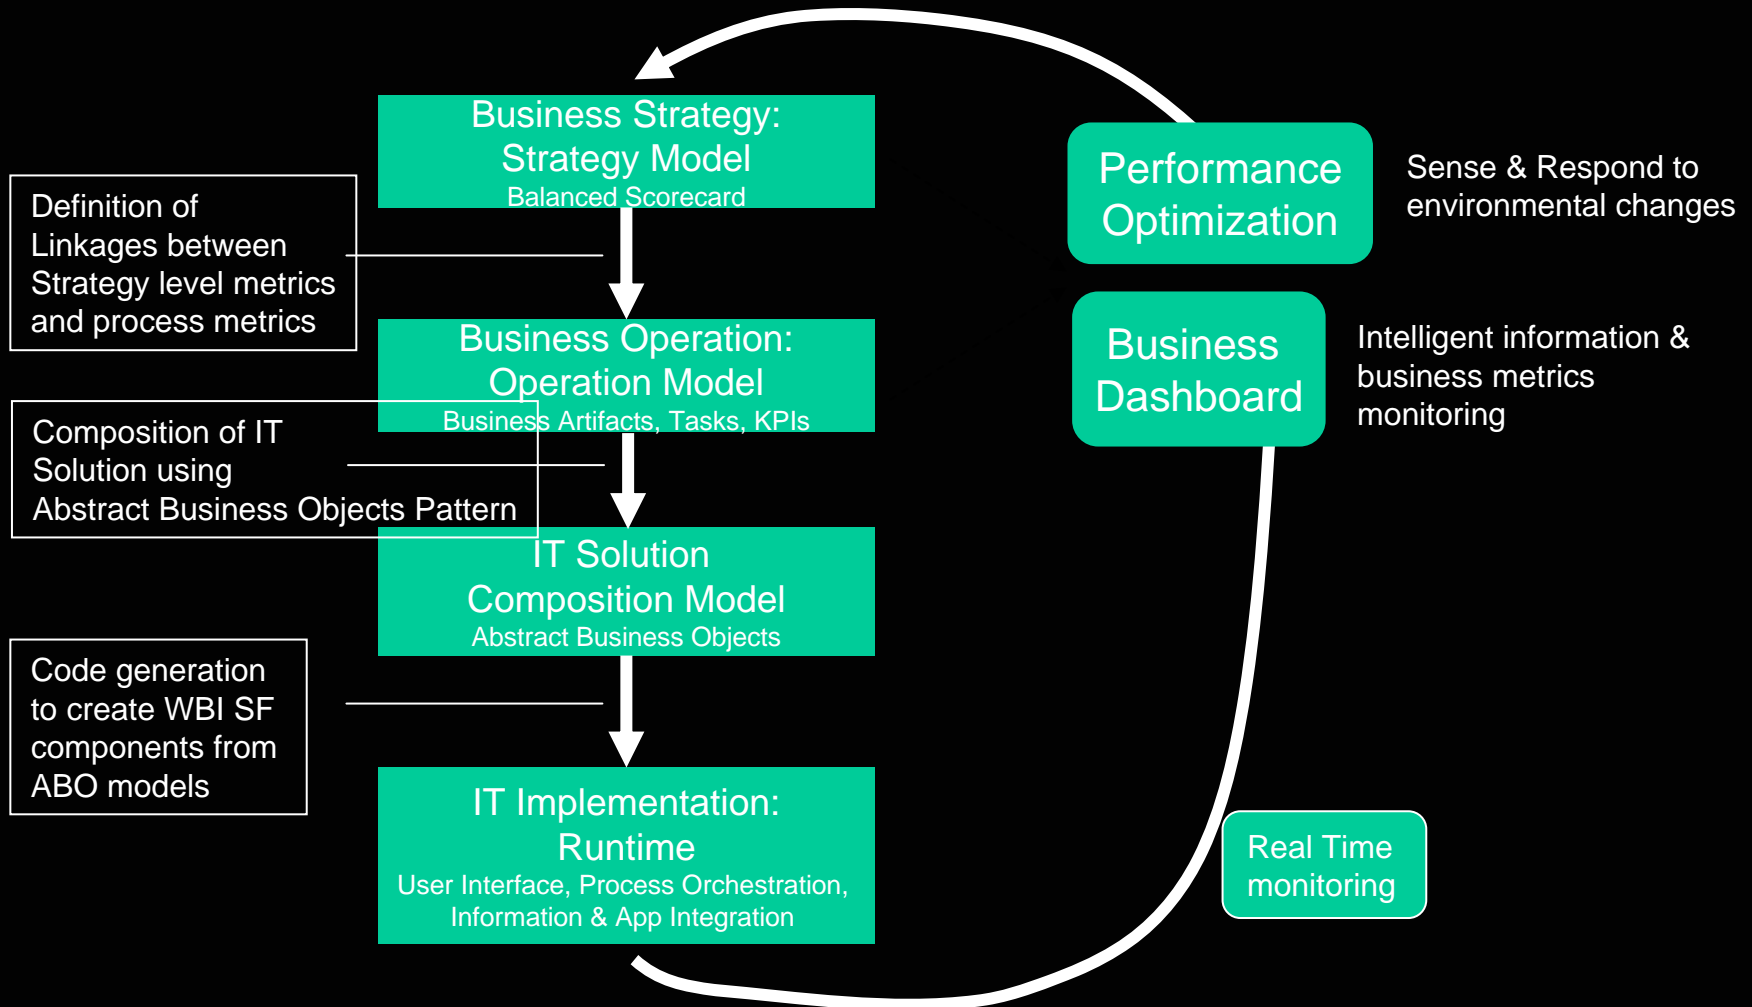 Business Strategy:
Strategy Model
Balanced Scorecard
Definition of
Linkages between
Strategy level metrics
and process metrics
Business Operation:
Operation Model
Business Artifacts, Tasks, KPIs
Composition of IT
Solution using
Abstract Business Objects Pattern
IT Solution
Composition Model
Abstract Business Objects
Code generation
to create WBI SF
components from
ABO models
IT Implementation:
Runtime
User Interface, Process Orchestration,
Information & App Integration
Performance
Optimization
Sense & Respond to
environmental changes
Business
Dashboard
Intelligent information &
business metrics
monitoring
Real Time
monitoring